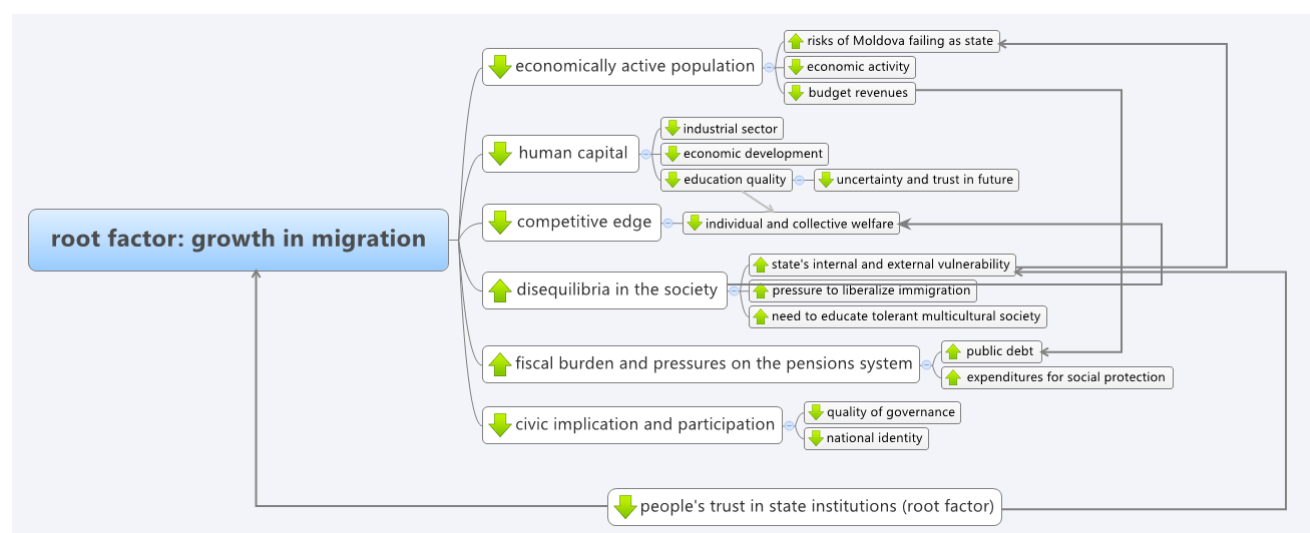 root factor: growth in migration
economically active population
risks of Moldova failing as state
economic activity
budget revenues
human capital
industrial sector
economic development
education quality
uncertainty and trust in future
competitive edge
individual and collective welfare
disequilibria in the society
state's internal and external vulnerability
pressure to liberalize immigration
need to educate tolerant multicultural society
fiscal burden and pressures on the pensions system
public debt
expenditures for social protection
civic implication and participation
quality of governance
national identity
people's trust in state institutions (root factor)